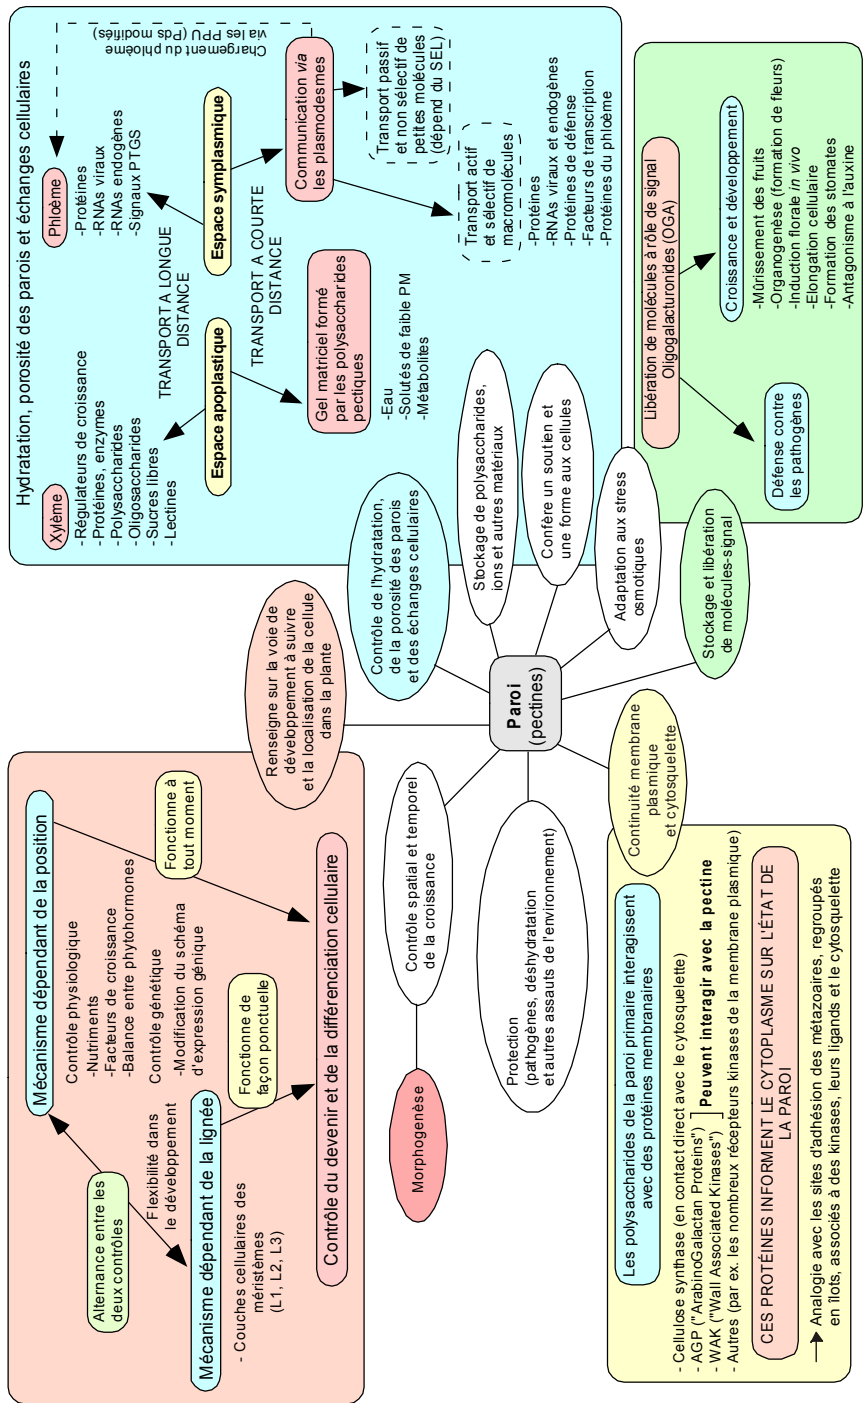 Mécanisme dépendant de la position
Contrôle physiologique
-Nutriments
-Facteurs de croissance
-Balance entre phytohormones
Contrôle génétique
-Modification du schéma
d'expression génique
Fonctionne à
tout moment
Alternance entre les
deux contrôles
Flexibilité dans
le développement
Mécanisme dépendant de la lignée
- Couches cellulaires des
méristèmes
(L1, L2, L3)
Fonctionne de
façon ponctuelle
Contrôle du devenir et de la différenciation cellulaire
Hydratation, porosité des parois et échanges cellulaires
Xylème
-Régulateurs de croissance
-Protéines, enzymes
-Polysaccharides
-Oligosaccharides
-Sucres libres
-Lectines
TRANSPORT A LONGUE
DISTANCE
Phloème
-Protéines
-RNAs viraux
-RNAs endogènes
-Signaux PTGS
Chargement du phloème
via les PPU (Pds modifiés)
Espace apoplastique
Espace symplasmique
TRANSPORT A COURTE
DISTANCE
Gel matriciel formé
par les polysaccharides
pectiques
-Eau
-Solutés de faible PM
-Métabolites
Communication via
les plasmodesmes
Transport actif
et sélectif de
macromolécules
-Protéines
-RNAs viraux et endogènes
-Protéines de défense
-Facteurs de transcription
-Protéines du phloème
Transport passif
et non sélectif de
petites molécules
(dépend du SEL)
Renseigne sur la voie de
développement à suivre
et la localisation de la cellule
dans la plante
Contrôle de l'hydratation,
de la porosité des parois
et des échanges cellulaires
Stockage de polysaccharides,
ions et autres matériaux
Confère un soutien et
une forme aux cellules
Adaptation aux stress
osmotiques
Stockage et libération
de molécules-signal
Paroi
(pectines)
Contrôle spatial et temporel
de la croissance
Morphogenèse
Protection
(pathogènes, déshydratation
et autres assauts de l'environnement)
Continuité membrane
plasmique
et cytosquelette
Les polysaccharides de la paroi primaire interagissent
avec des protéines membranaires
- Cellulose synthase (en contact direct avec le cytosquelette)
- AGP ("ArabinoGalactan Proteins")
- WAK ("Wall Associated Kinases")
Peuvent interagir avec la pectine
- Autres (par ex. les nombreux récepteurs kinases de la membrane plasmique)
CES PROTÉINES INFORMENT LE CYTOPLASME SUR L'ÉTAT DE
LA PAROI
Analogie avec les sites d'adhésion des métazoaires, regroupés
en îlots, associés à des kinases, leurs ligands et le cytosquelette
Libération de molécules à rôle de signal
Oligogalacturonides (OGA)
Défense contre
les pathogènes
Croissance et développement
-Mûrissement des fruits
-Organogenèse (formation de fleurs)
-Induction florale in vivo
-Elongation cellulaire
-Formation des stomates
-Antagonisme à l'auxine